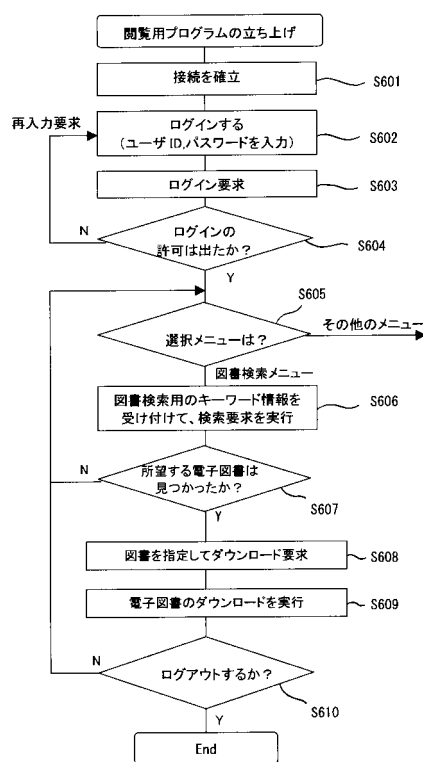 閲覧用プログラムの立ち上げ
接続を確立
S601
再入力要求
ログインする
(ユーザID,パスワードを入力)
S602
ログイン要求
S603
ログインの
許可は出たか?
S604
N
Y
S605
選択メニューは?
その他のメニュー
図書検索メニュー
図書検索用のキーワード情報を
受け付けて、検索要求を実行
S606
所望する電子図書は
見つかったか?
N
S607
Y
図書を指定してダウンロード要求
S608
電子図書のダウンロードを実行
S609
N
ログアウトするか?
S610
Y
End